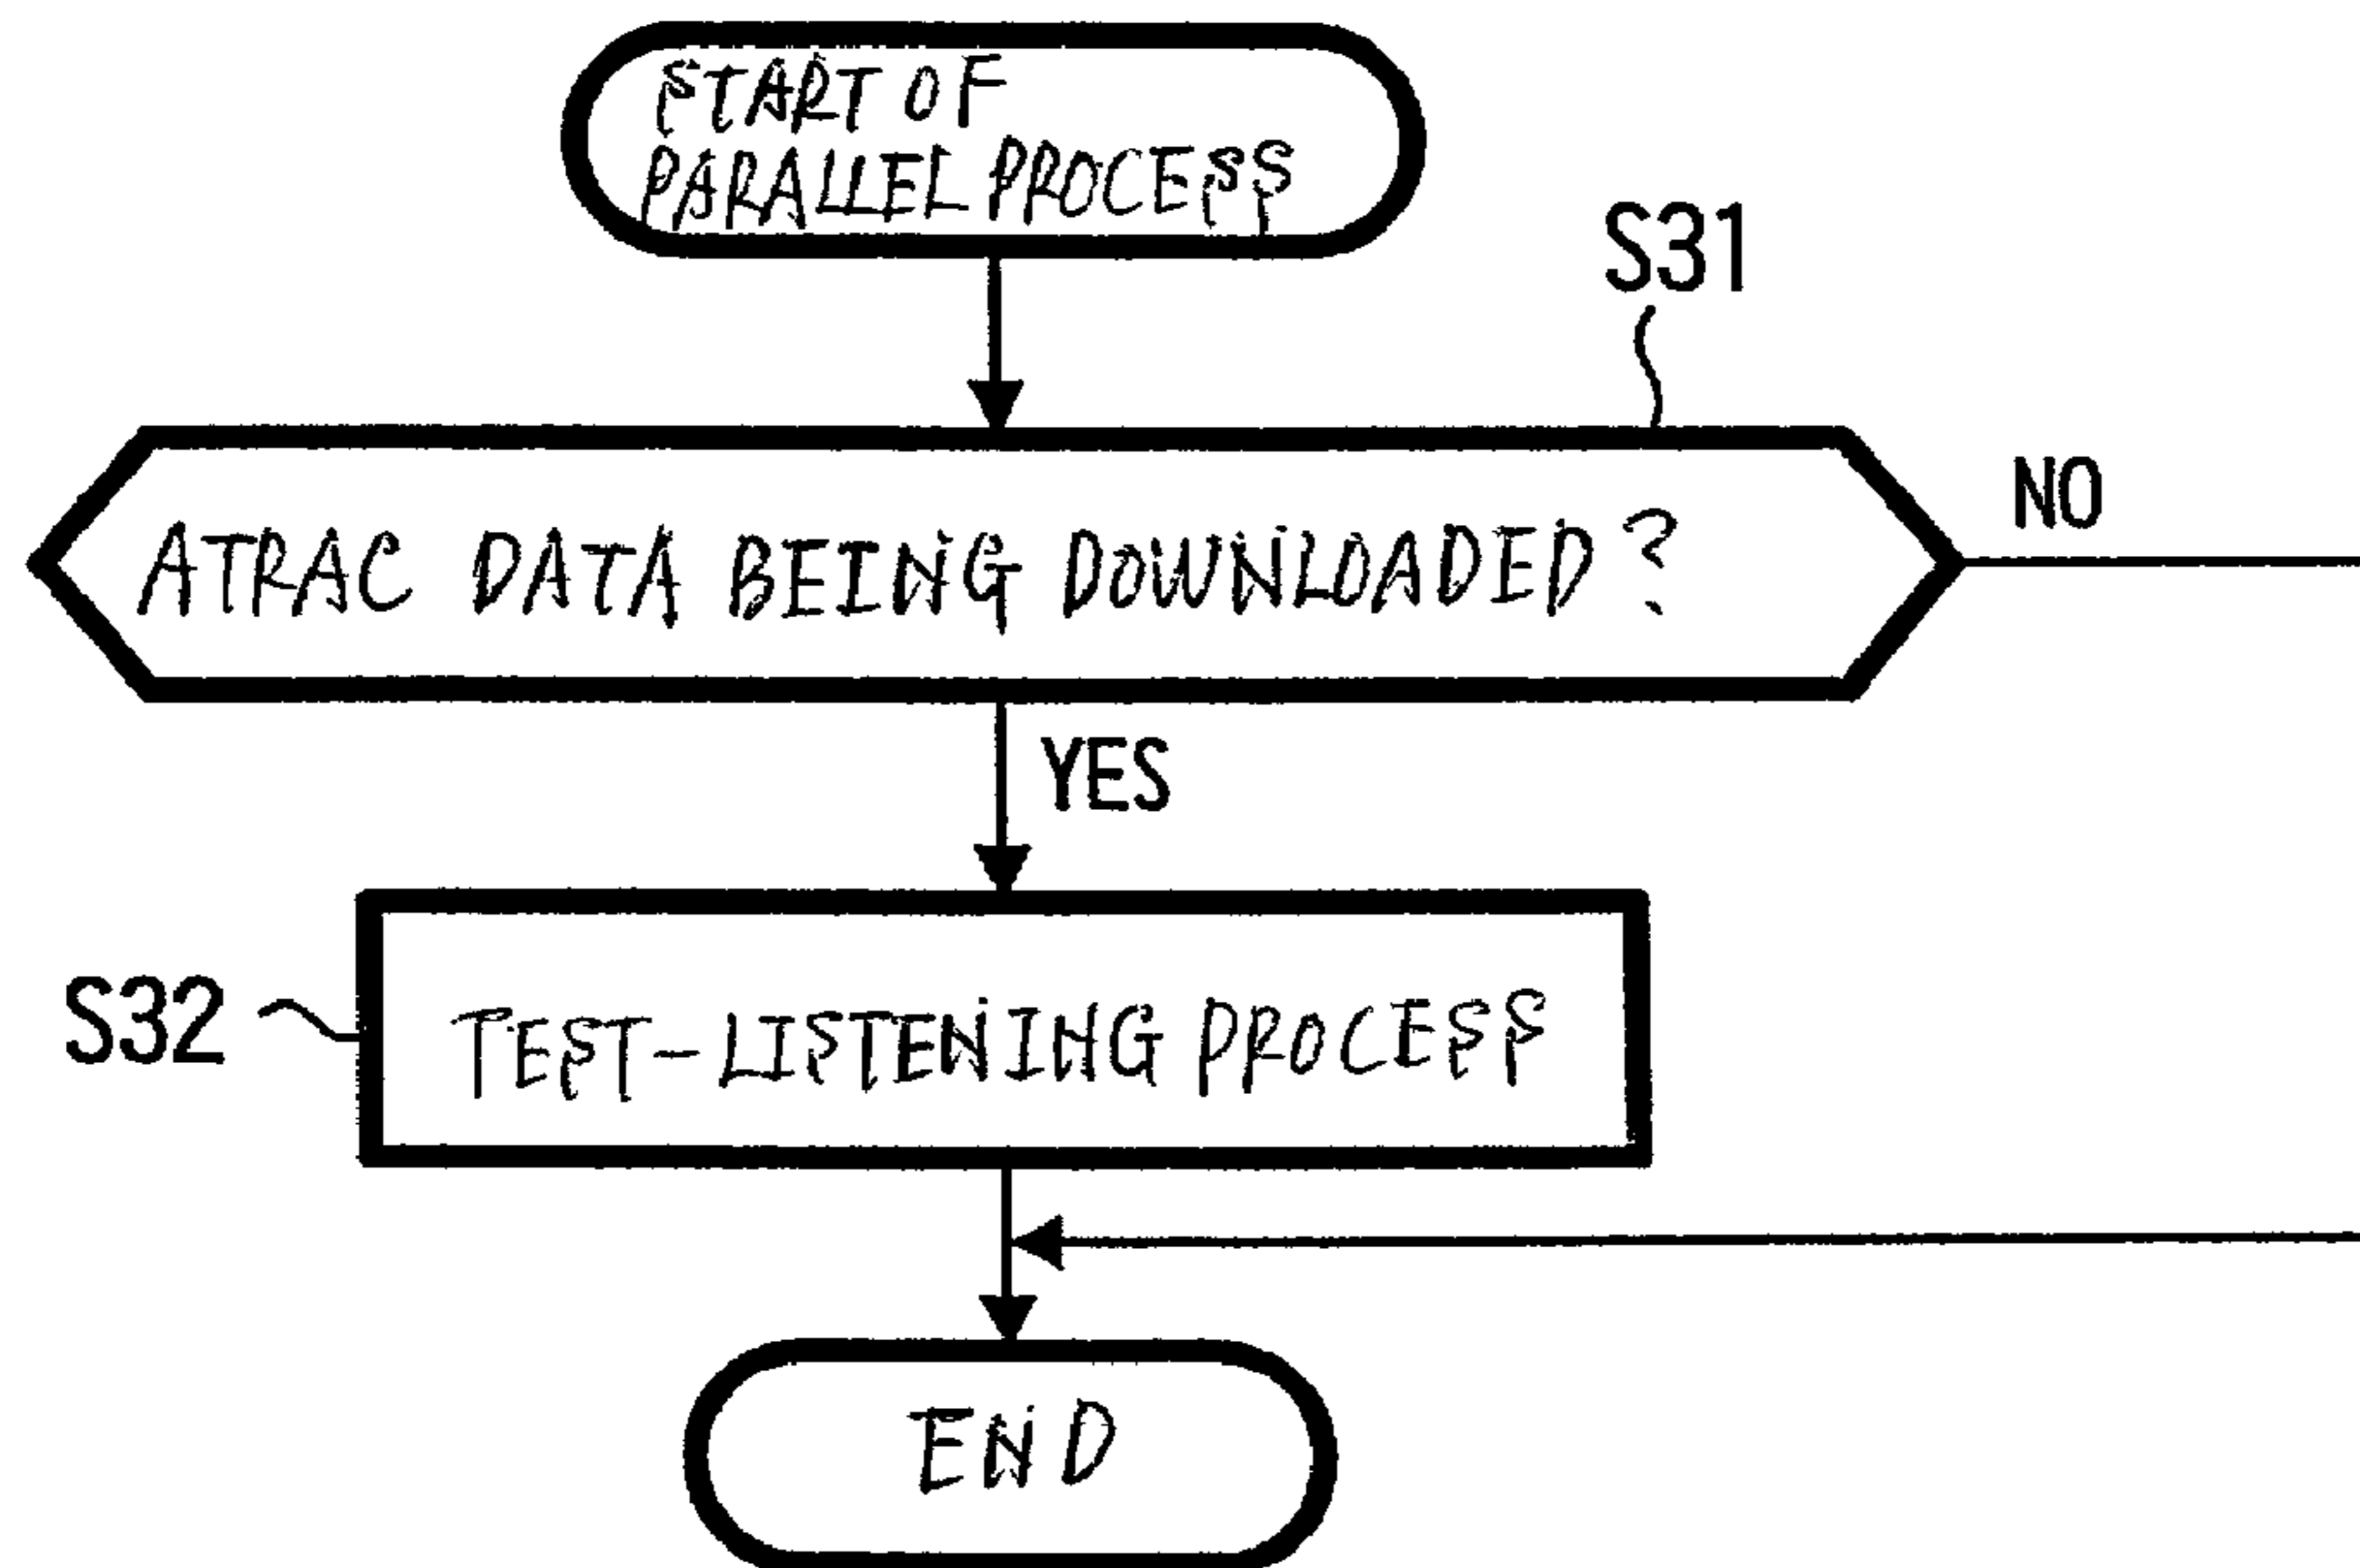 START OF
PARALLEL PROCESS
S31
ATRAC DATA BEING DOWNLOADED?
NO
YES
S32
TEST-LISTENING PROCESS
END